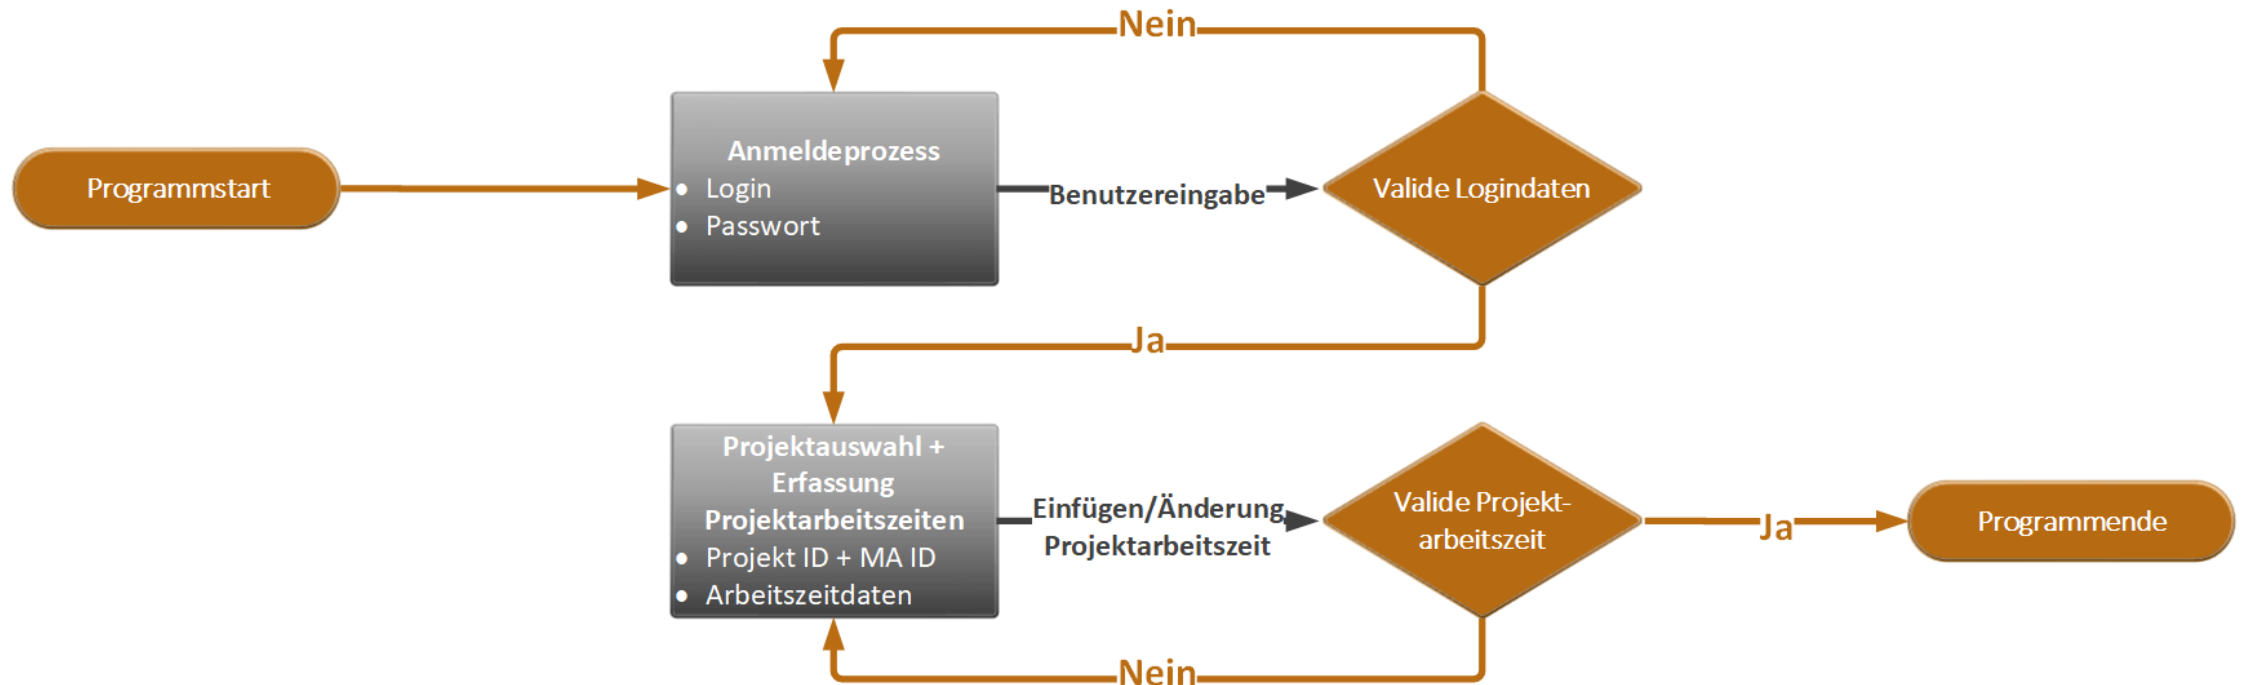 Nein
Programmstart
Anmeldeprozess
● Login
● Passwort
Benutzereingabe
Valide Logindaten
Ja
Projektauswahl +
Erfassung
Projektarbeitszeiten
● Projekt ID + MA ID
● Arbeitszeitdaten
Einfügen/Änderung
Projektarbeitszeit
Valide Projekt-
arbeitszeit
Ja
Programmende
Nein